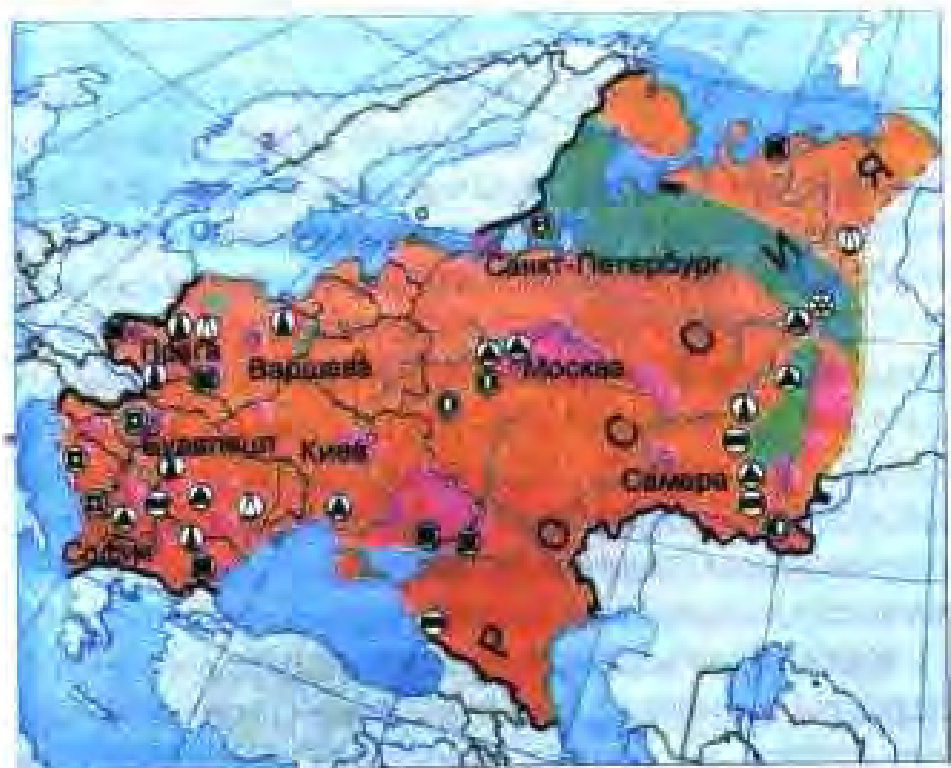 Санкт-Петербург
Прага
Варшава
Москва
Будапешт
Киев
Самара
София
Р О С С И Я